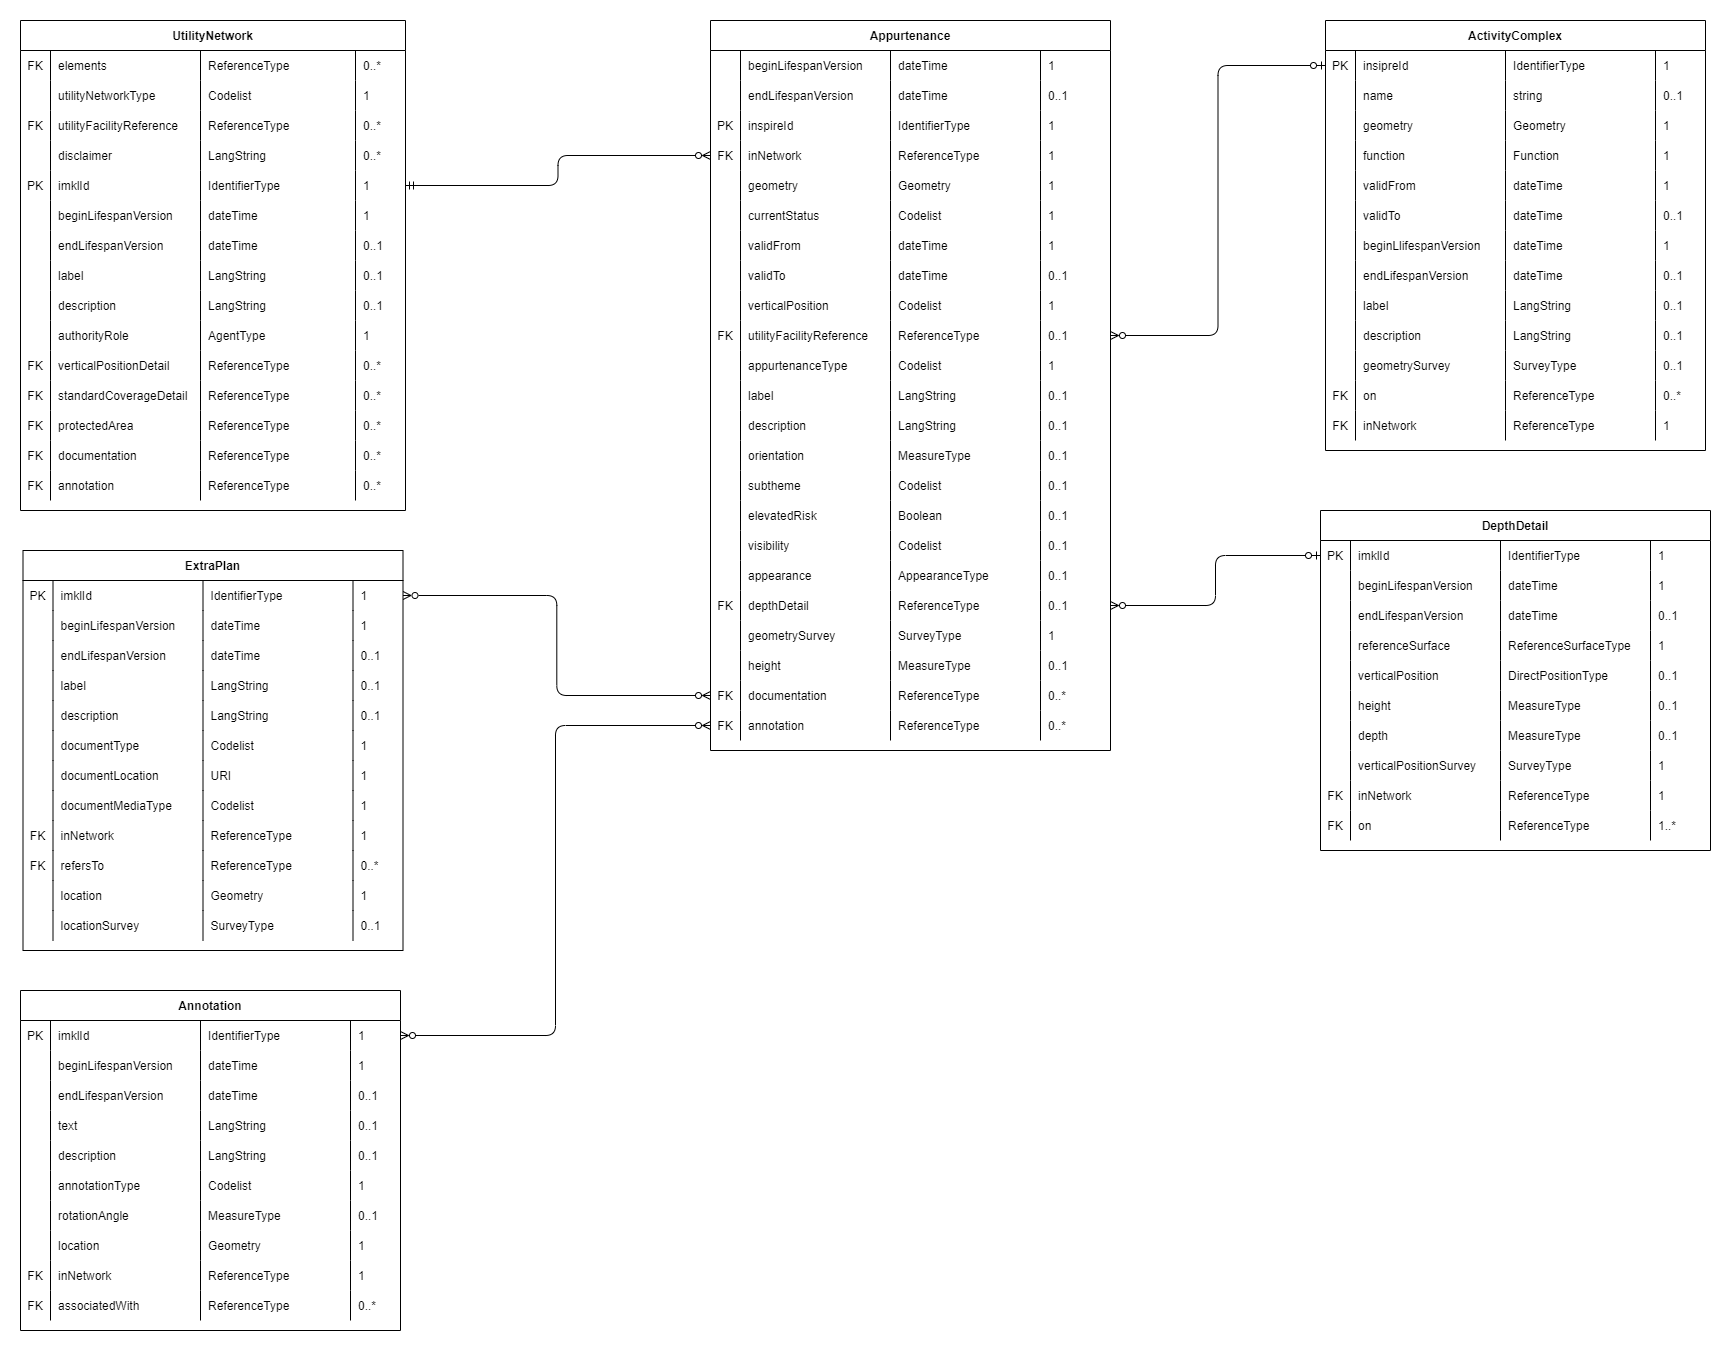 UtilityNetwork
FK elements ReferenceType 0..*
utilityNetworkType Codelist 1
FK utilityFacilityReference ReferenceType 0..*
disclaimer LangString 0..*
PK imklId IdentifierType 1
beginLifespanVersion dateTime 1
endLifespanVersion dateTime 0..1
label LangString 0..1
description LangString 0..1
authorityRole AgentType 1
FK verticalPositionDetail ReferenceType 0..*
FK standardCoverageDetail ReferenceType 0..*
FK protectedArea ReferenceType 0..*
FK documentation ReferenceType 0..*
FK annotation ReferenceType 0..*
ExtraPlan
PK imklId IdentifierType 1
beginLifespanVersion dateTime 1
endLifespanVersion dateTime 0..1
label LangString 0..1
description LangString 0..1
documentType Codelist 1
documentLocation URI 1
documentMediaType Codelist 1
FK inNetwork ReferenceType 1
FK refersTo ReferenceType 0..*
location Geometry 1
locationSurvey SurveyType 0..1
Annotation
PK imklId IdentifierType 1
beginLifespanVersion dateTime 1
endLifespanVersion dateTime 0..1
text LangString 0..1
description LangString 0..1
annotationType Codelist 1
rotationAngle MeasureType 0..1
location Geometry 1
FK inNetwork ReferenceType 1
FK associatedWith ReferenceType 0..*
Appurtenance
beginLifespanVersion dateTime 1
endLifespanVersion dateTime 0..1
PK inspireId IdentifierType 1
FK inNetwork ReferenceType 1
geometry Geometry 1
currentStatus Codelist 1
validFrom dateTime 1
validTo dateTime 0..1
verticalPosition Codelist 1
FK utilityFacilityReference ReferenceType 0..1
appurtenanceType Codelist 1
label LangString 0..1
description LangString 0..1
orientation MeasureType 0..1
subtheme Codelist 0..1
elevatedRisk Boolean 0..1
visibility Codelist 0..1
appearance AppearanceType 0..1
FK depthDetail ReferenceType 0..1
geometrySurvey SurveyType 1
height MeasureType 0..1
FK documentation ReferenceType 0..*
FK annotation ReferenceType 0..*
ActivityComplex
PK insipreId IdentifierType 1
name string 0..1
geometry Geometry 1
function Function 1
validFrom dateTime 1
validTo dateTime 0..1
beginLlifespanVersion dateTime 1
endLifespanVersion dateTime 0..1
label LangString 0..1
description LangString 0..1
geometrySurvey SurveyType 0..1
FK on ReferenceType 0..*
FK inNetwork ReferenceType 1
DepthDetail
PK imklId IdentifierType 1
beginLifespanVersion dateTime 1
endLifespanVersion dateTime 0..1
referenceSurface ReferenceSurfaceType 1
verticalPosition DirectPositionType 0..1
height MeasureType 0..1
depth MeasureType 0..1
verticalPositionSurvey SurveyType 1
FK inNetwork ReferenceType 1
FK on ReferenceType 1..*